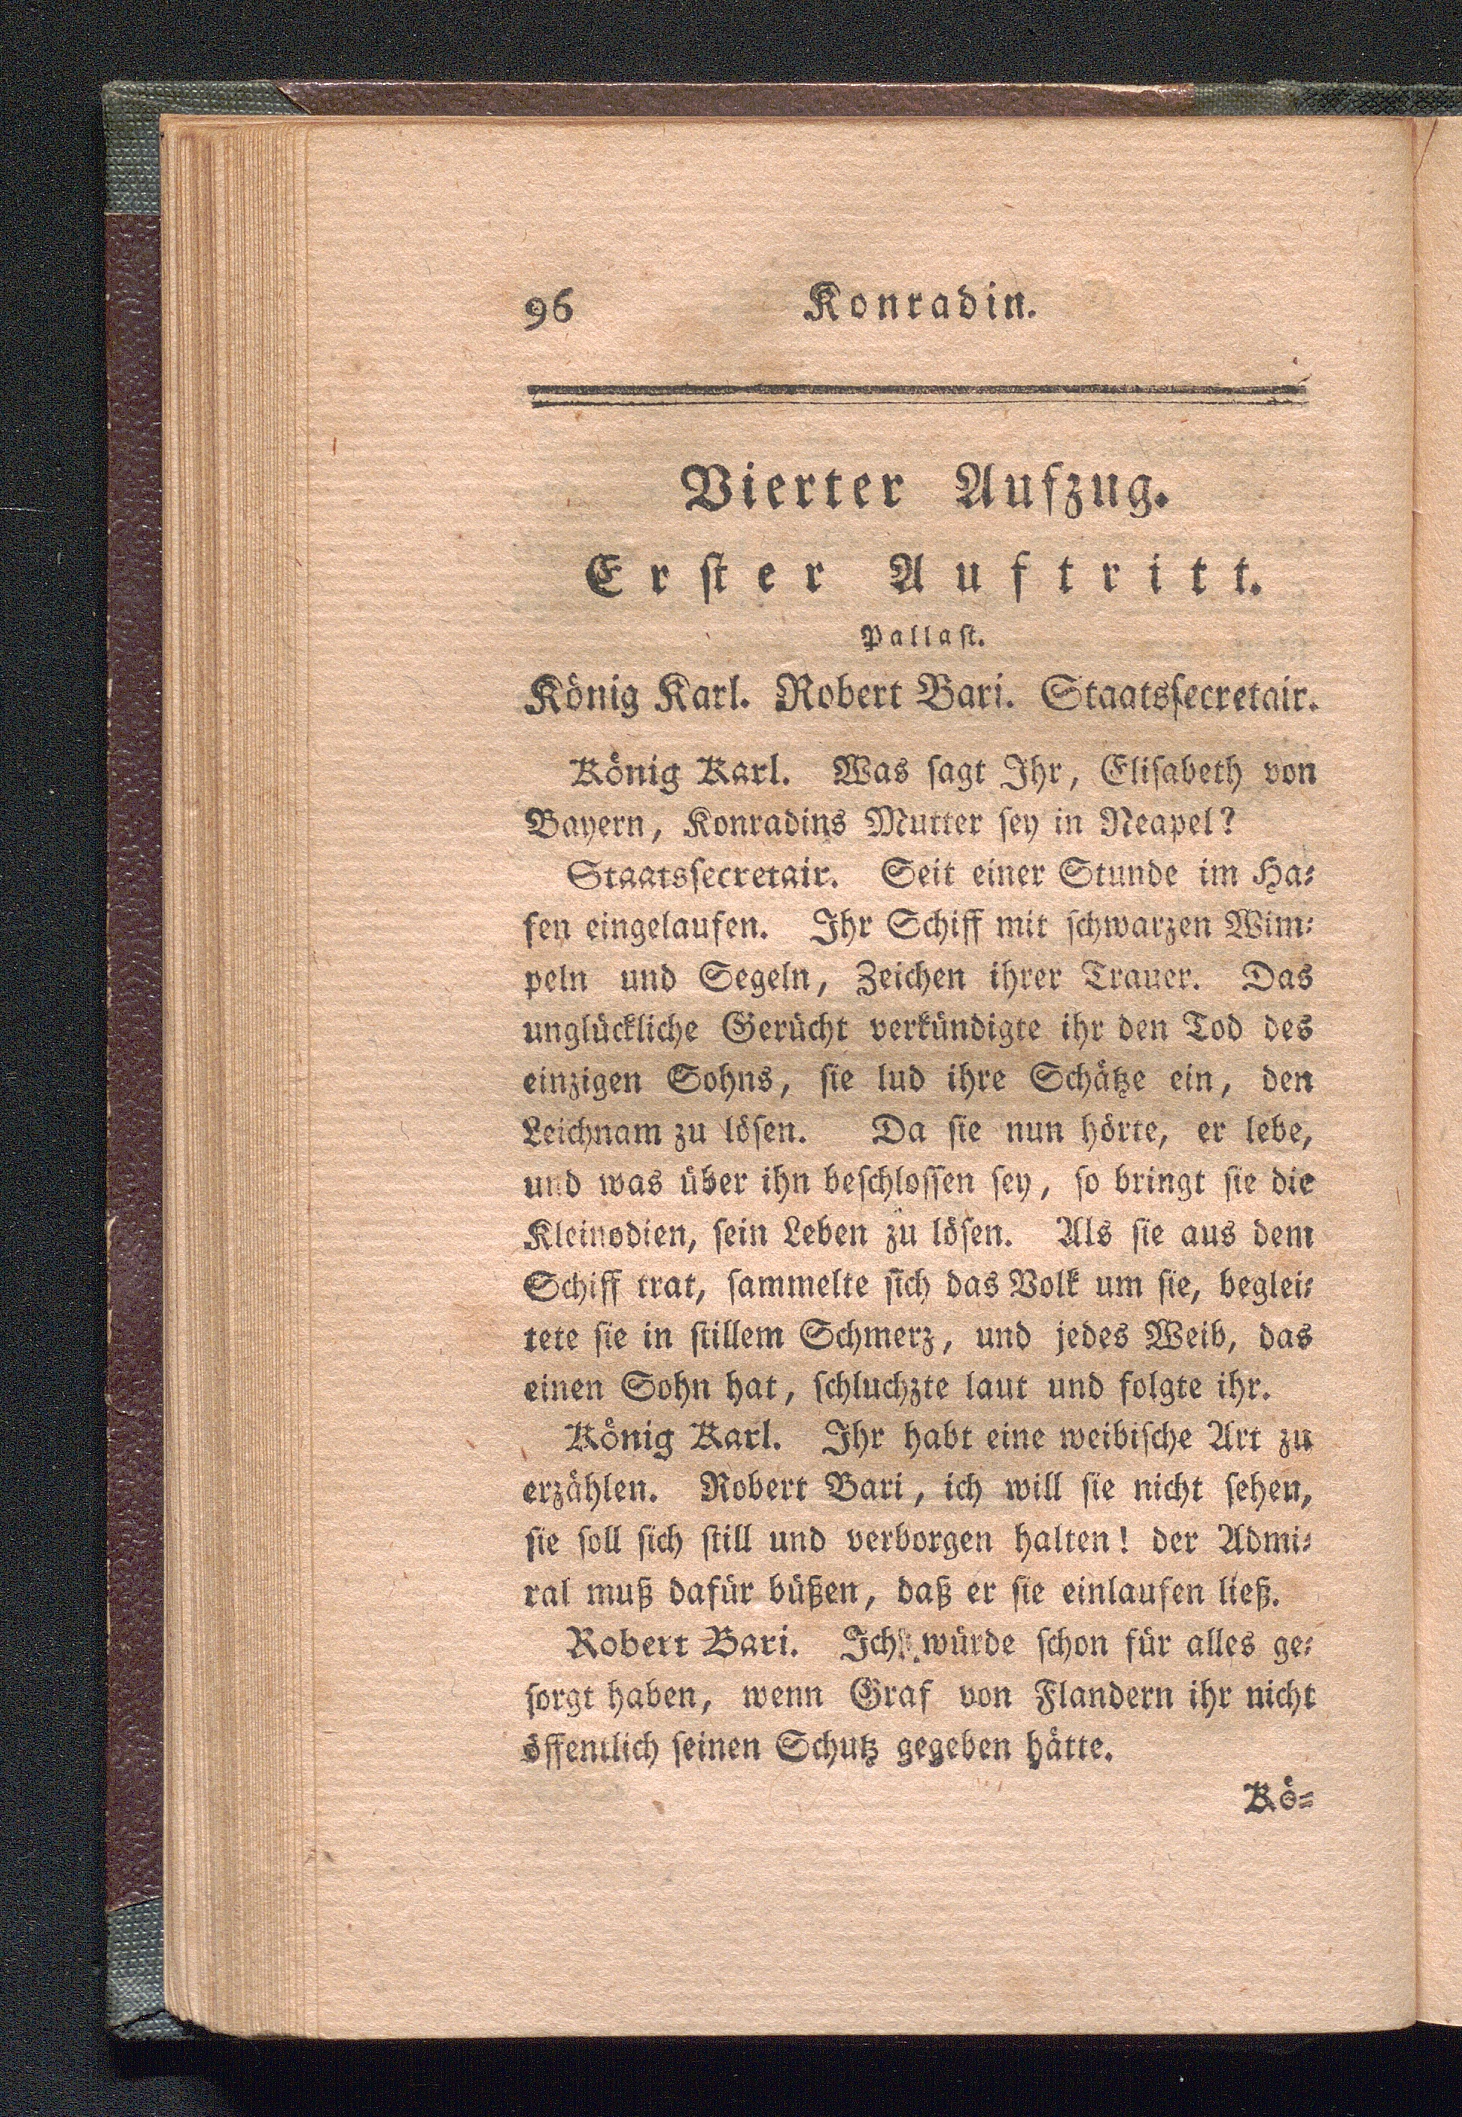 96 Konradin.
Vierter Aufzug.
Erſter Auftritt.
Pallaſt.
König Karl. Robert Bari. Staatsſecretair.
König Karl. Was ſagt Ihr, Eliſabeth von
Bayern, Konradins Mutter ſey in Neapel?
Staatsſecretair. Seit einer Stunde im Ha⸗
fen eingelaufen. Ihr Schiff mit ſchwarzen Wim⸗
peln und Segeln, Zeichen ihrer Trauer. Das
unglückliche Gerücht verkündigte ihr den Tod des
einzigen Sohns, ſie lud ihre Schätze ein, den
Leichnam zu löſen. Da ſie nun hörte, er lebe,
und was über ihn beſchloſſen ſey, ſo bringt ſie die
Kleinodien, ſein Leben zu löſen. Als ſie aus dem
Schiff trat, ſammelte ſich das Volk um ſie, beglei⸗
tete ſie in ſtillem Schmerz, und jedes Weib, das
einen Sohn hat, ſchluchzte laut und folgte ihr.
König Karl. Ihr habt eine weibiſche Art zu
erzählen. Robert Bari, ich will ſie nicht ſehen,
ſie ſoll ſich ſtill und verborgen halten! der Admi⸗
ral muß dafür büßen, daß er ſie einlaufen ließ.
Robert Bari. Ich würde ſchon für alles ge⸗
ſorgt haben, wenn Graf von Flandern ihr nicht
öffentlich ſeinen Schutz gegeben hätte.
Kö⸗